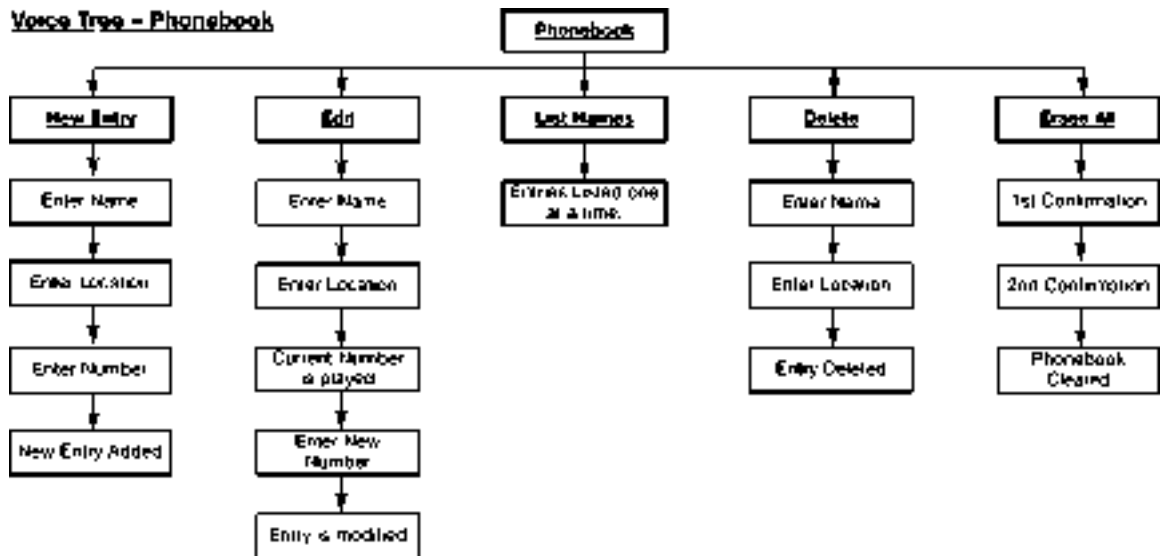 Voice Tree – Phonebook
Phonebook
New Entry
Edit
List Names
Delete
Erase All
Enter Name
Enter Name
Entries Listed one
at a time.
Enter Name
1st Confirmation
Enter Location
Enter Location
Enter Location
2nd Confirmation
Enter Number
Current Number
is played
Entry Deleted
Phonebook
Cleared
New Entry Added
Enter New
Number
Entry is modified